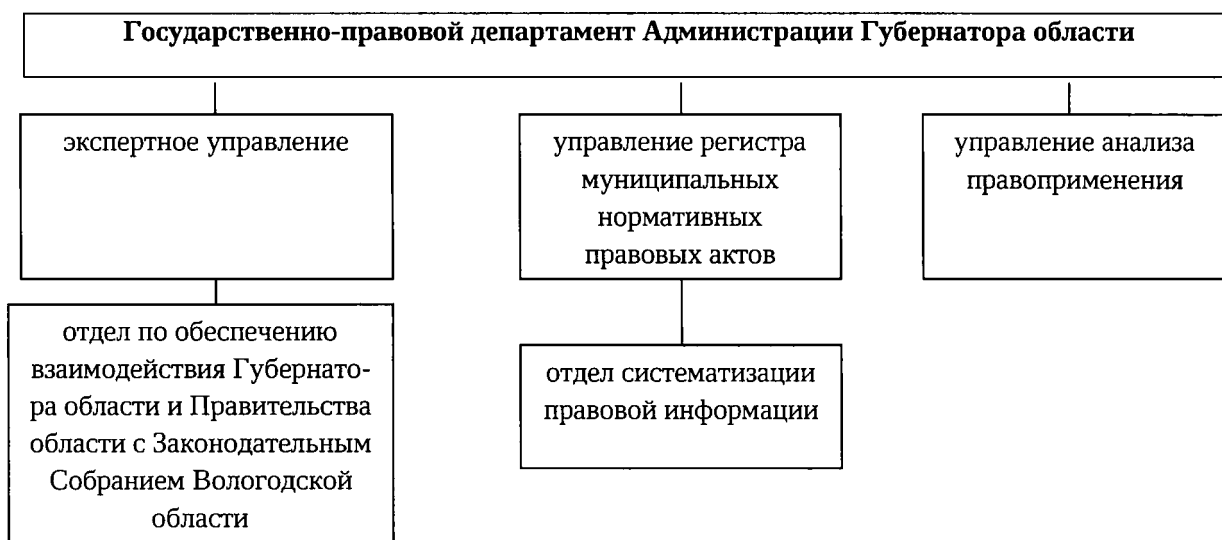 Государственно-правовой департамент Администрации Губернатора области
экспертное управление
управление регистра
муниципальных
нормативных
правовых актов
управление анализа
правоприменения
отдел по обеспечению
взаимодействия Губернато-
ра области и Правительства
области с Законодательным
Собранием Вологодской
области
отдел систематизации
правовой информации